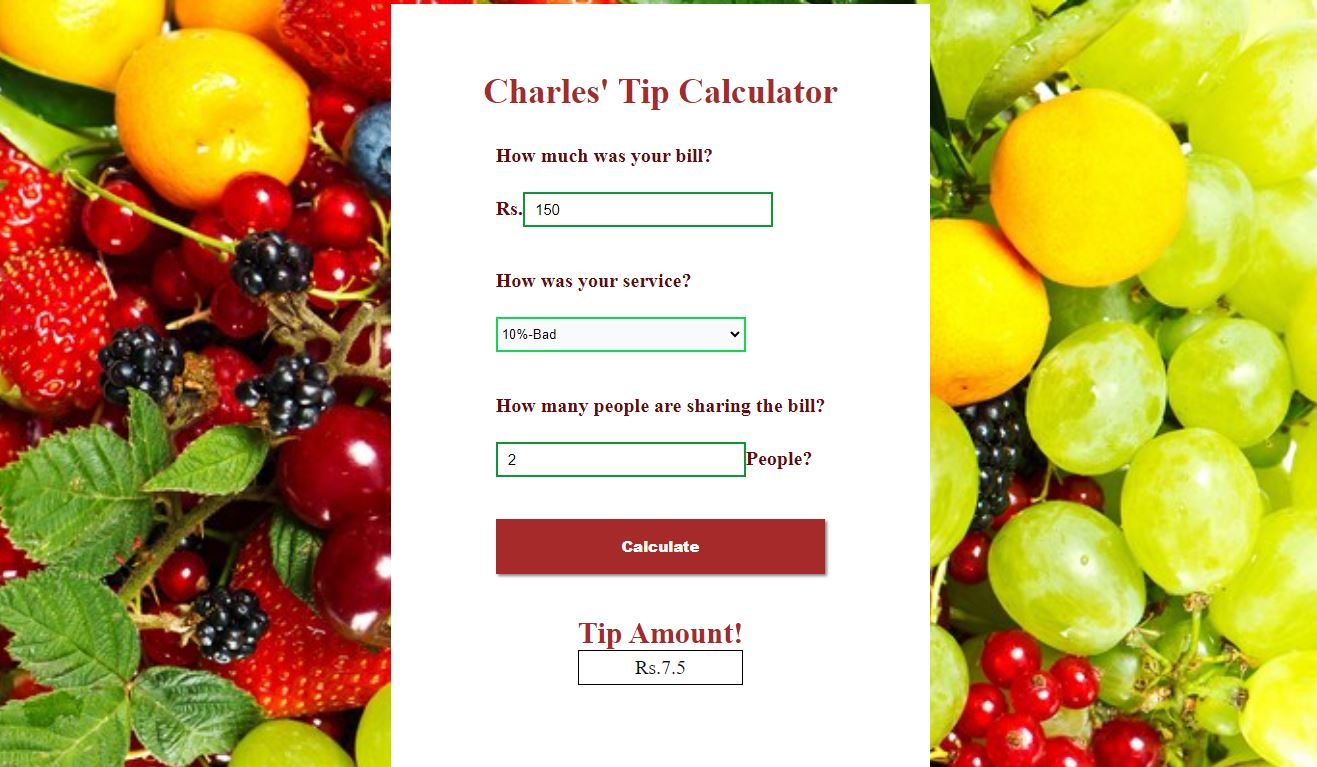 Charles' Tip Calculator
How much was your bill?
Rs. 150
How was your service?
10%-Bad
How many people are sharing the bill?
2 People?
Calculate
Tip Amount!
Rs.7.5